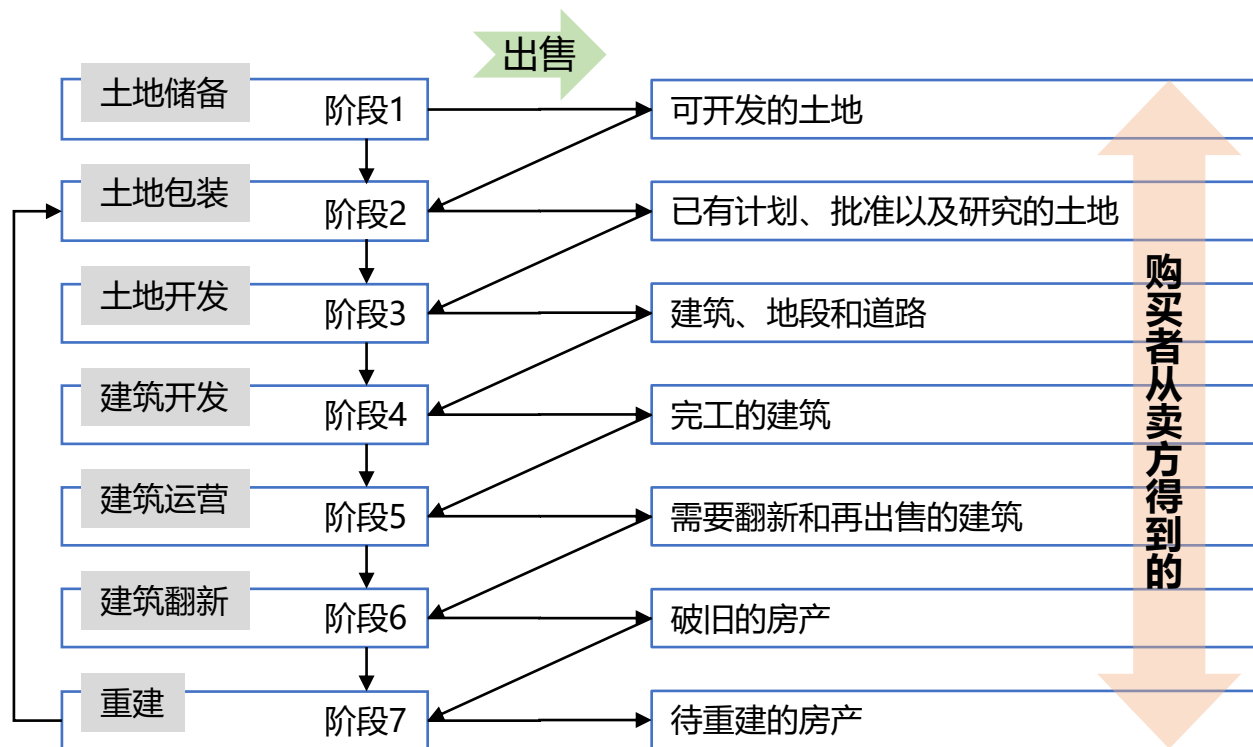 出售
土地储备
阶段1
可开发的土地
土地包装
阶段2
已有计划、批准以及研究的土地
土地开发
阶段3
建筑、地段和道路
建筑开发
阶段4
完工的建筑
建筑运营
阶段5
需要翻新和再出售的建筑
建筑翻新
阶段6
破旧的房产
重建
阶段7
待重建的房产
购买者从卖方得到的